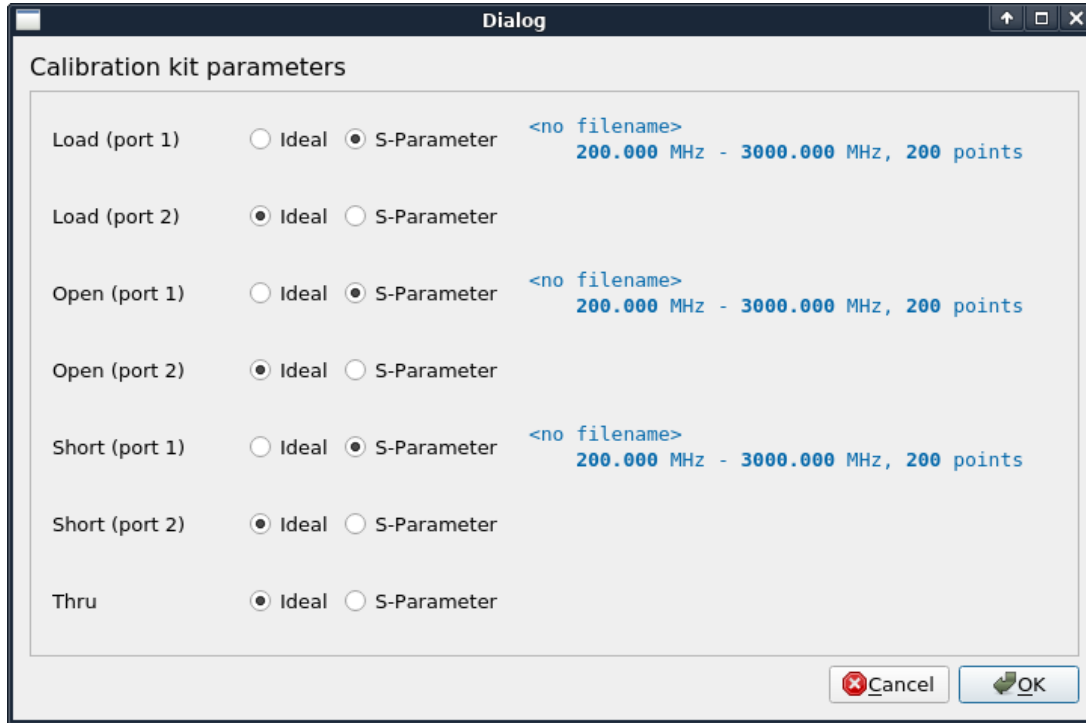 Dialog
Calibration kit parameters
Load (port 1) Ideal S-Parameter <no filename>
200.000 MHz - 3000.000 MHz, 200 points
Load (port 2) Ideal S-Parameter
Open (port 1) Ideal S-Parameter <no filename>
200.000 MHz - 3000.000 MHz, 200 points
Open (port 2) Ideal S-Parameter
Short (port 1) Ideal S-Parameter <no filename>
200.000 MHz - 3000.000 MHz, 200 points
Short (port 2) Ideal S-Parameter
Thru Ideal S-Parameter
Cancel OK